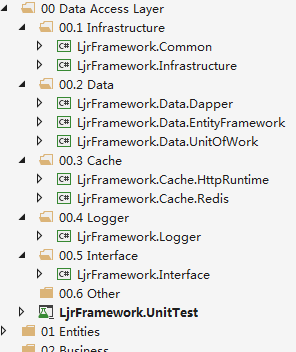 00 Data Access Layer
00.1 Infrastructure
C# LjrFramework.Common
C# LjrFramework.Infrastructure
00.2 Data
C# LjrFramework.Data.Dapper
C# LjrFramework.Data.EntityFramework
C# LjrFramework.Data.UnitOfWork
00.3 Cache
C# LjrFramework.Cache.HttpRuntime
C# LjrFramework.Cache.Redis
00.4 Logger
C# LjrFramework.Logger
00.5 Interface
C# LjrFramework.Interface
00.6 Other
LjrFramework.UnitTest
01 Entities
02 Business